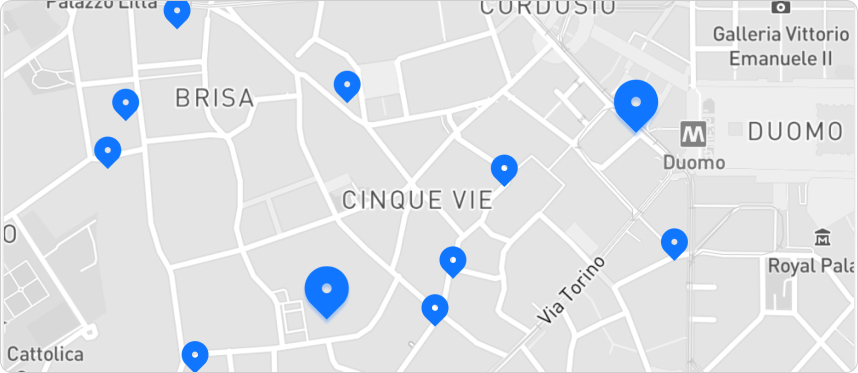 Palazzo Litta
CORDUSIO
Galleria Vittorio
Emanuele II
BRISA
M
DUOMO
Duomo
CINQUE VIE
O
Royal Pala
Via Torino
Cattolica